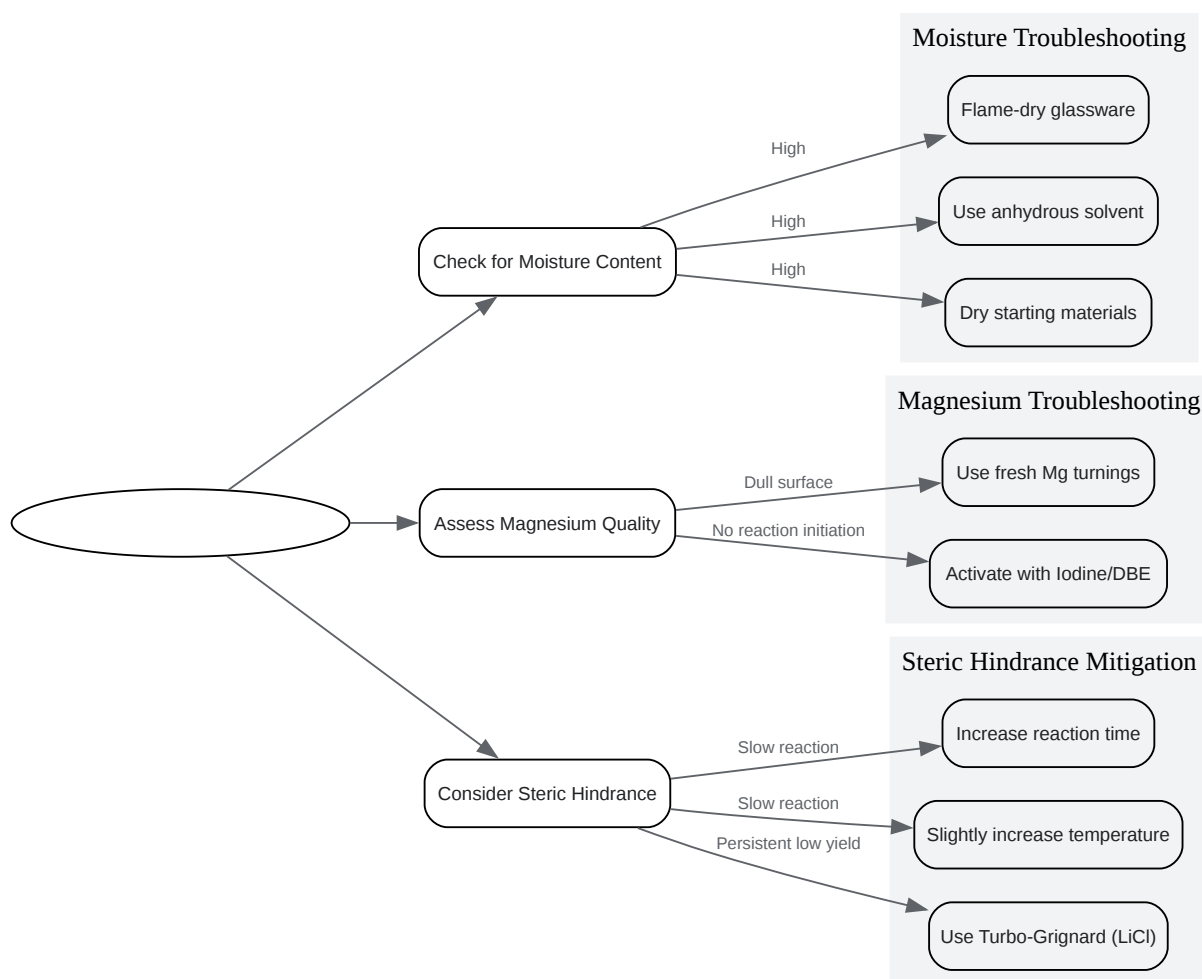 Moisture Troubleshooting
Flame-dry glassware
High
High
Use anhydrous solvent
Check for Moisture Content
High
Dry starting materials
Magnesium Troubleshooting
Dull surface
Use fresh Mg turnings
Assess Magnesium Quality
No reaction initiation
Activate with Iodine/DBE
Steric Hindrance Mitigation
Slow reaction
Increase reaction time
Consider Steric Hindrance
Slow reaction
Slightly increase temperature
Persistent low yield
Use Turbo-Grignard (LiCl)